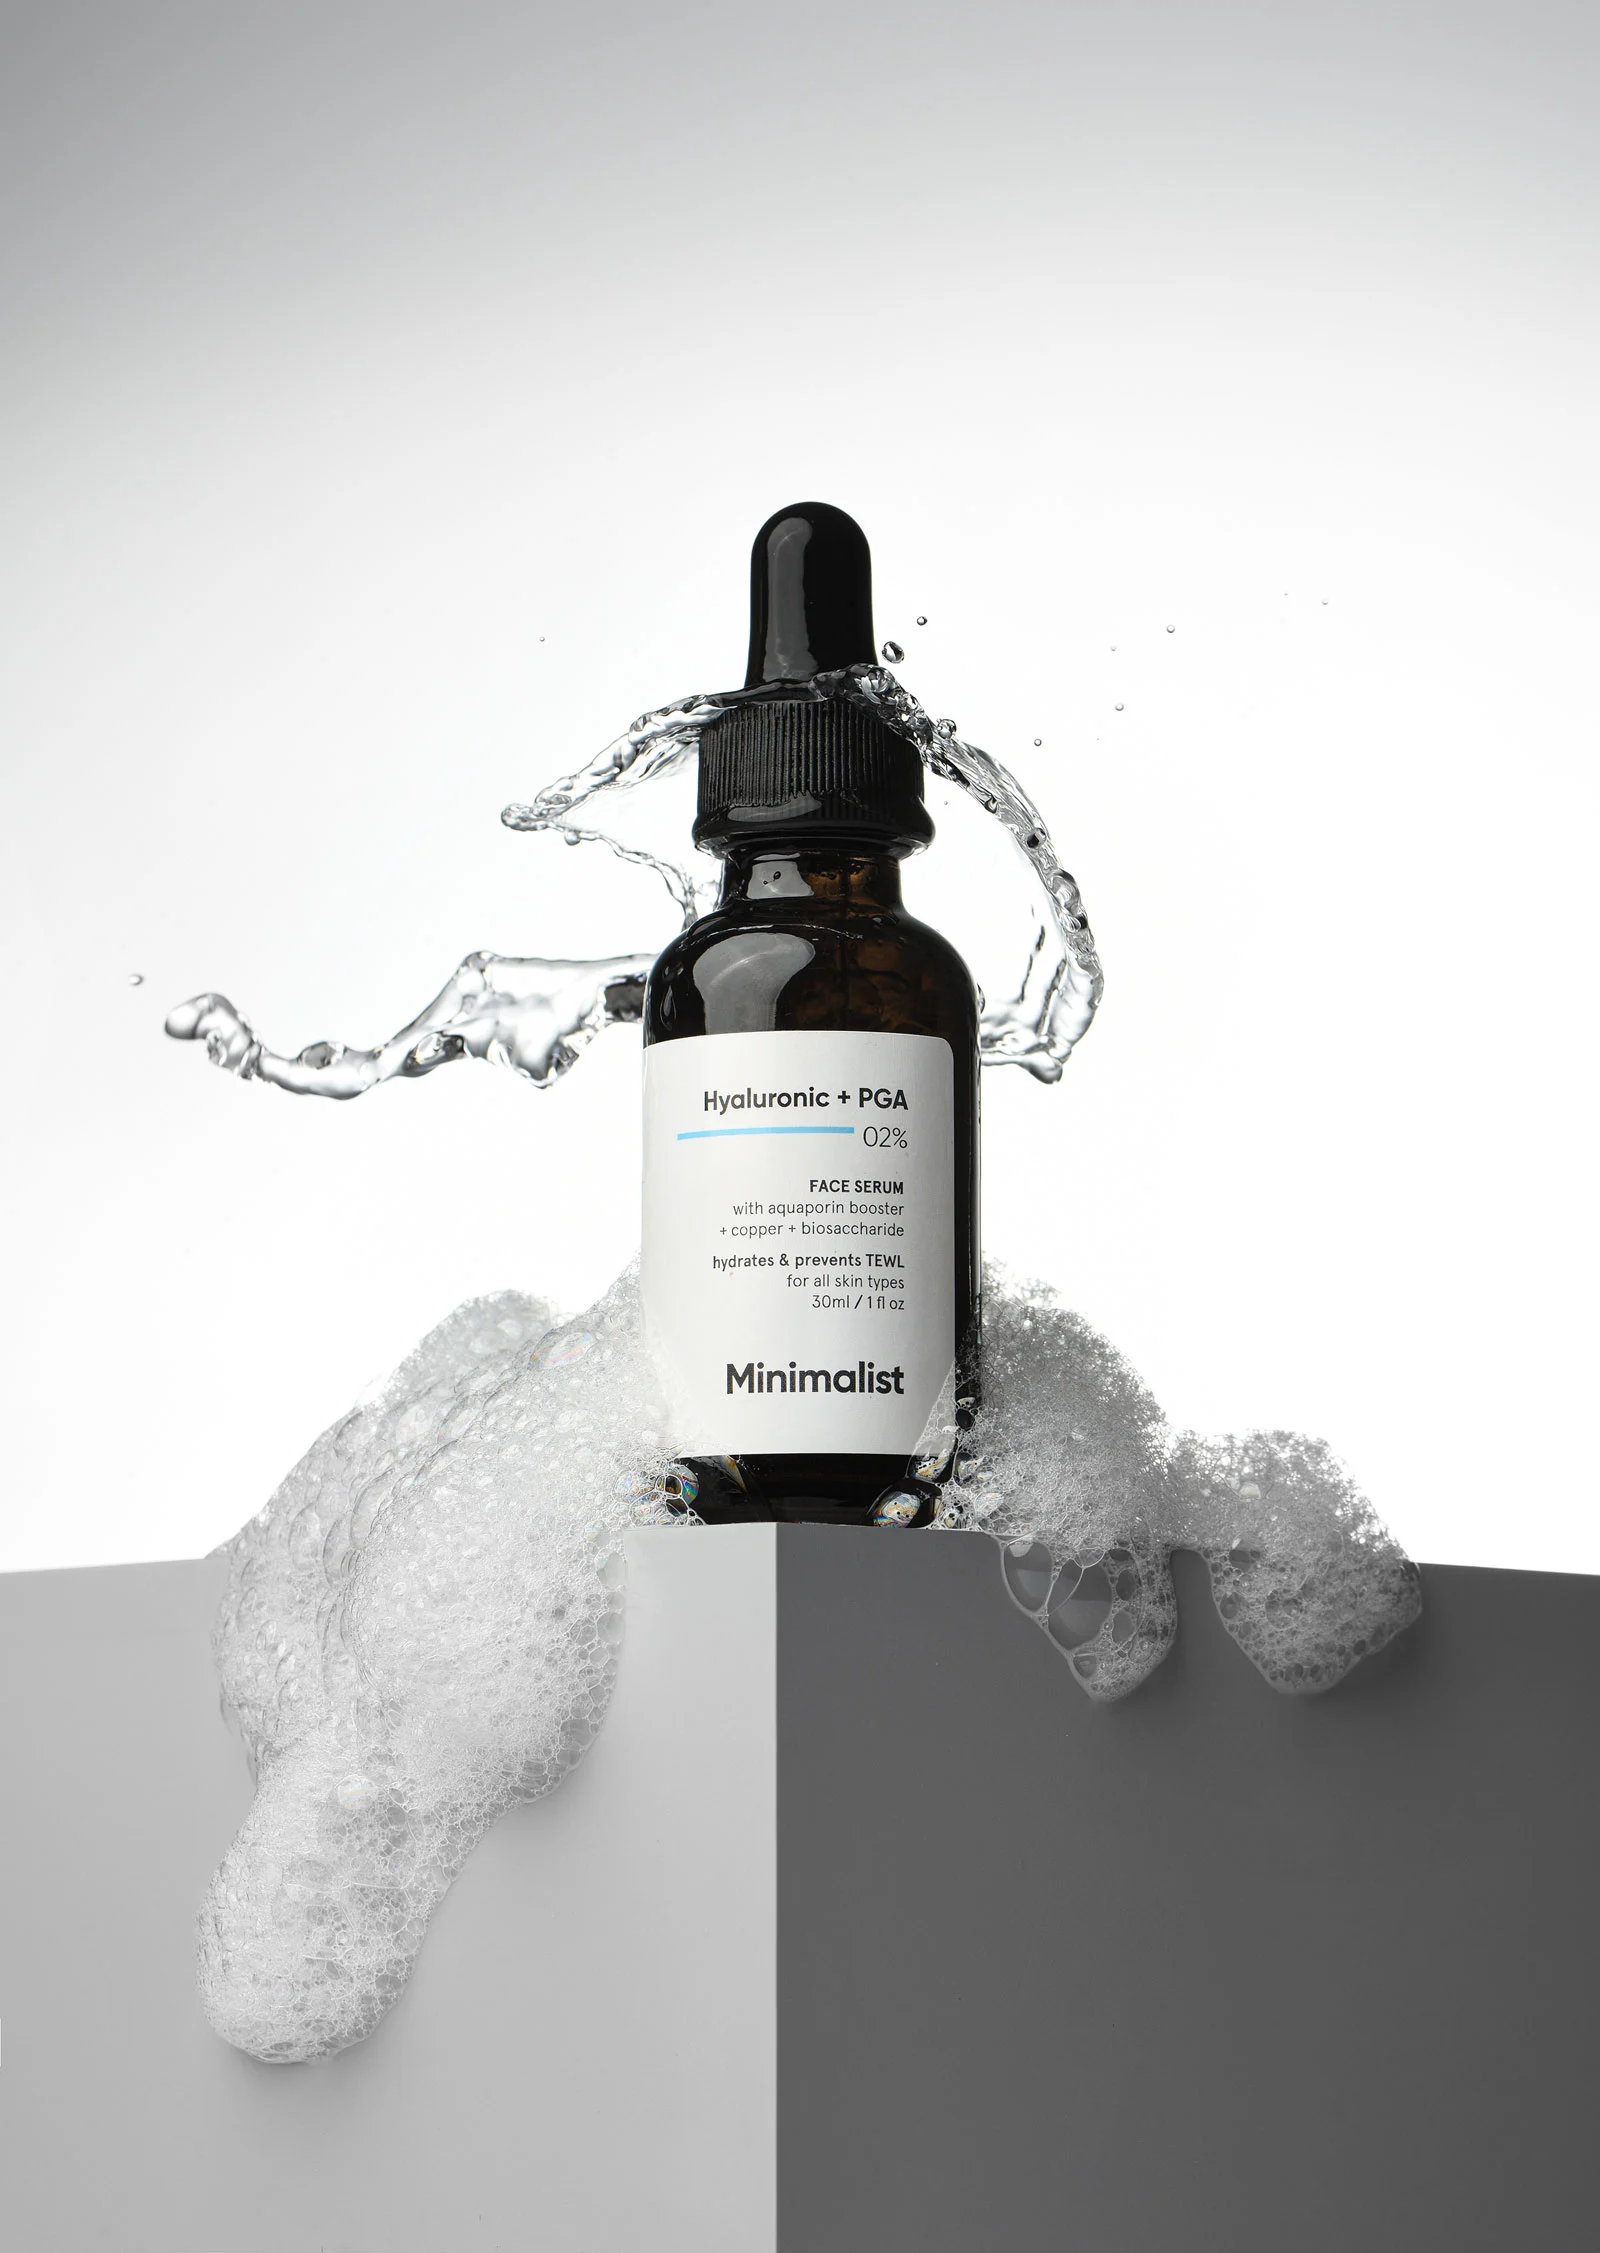 Hyaluronic + PGA
02%
FACE SERUM
with aquaporin booster
+ copper + biosaccharide
hydrates & prevents TEWL
for all skin types
30ml / 1 fl oz
Minimalist